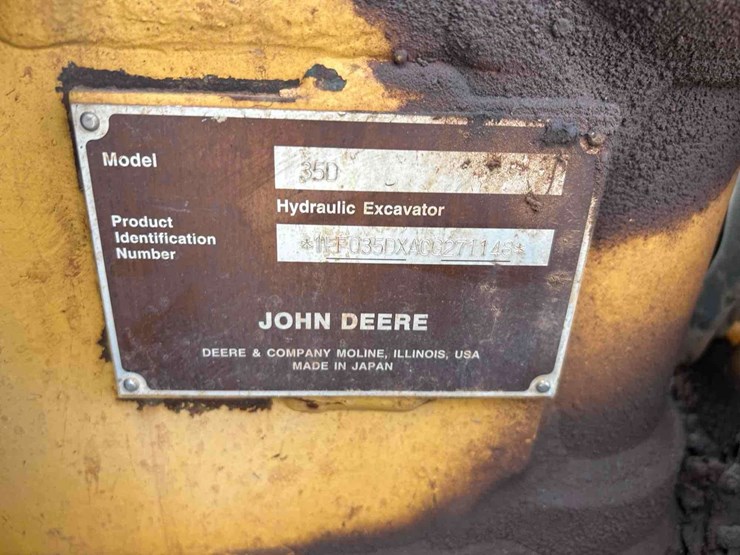 Model
35D
Hydraulic Excavator
Product
Identification
Number
JOHN DEERE
DEERE & COMPANY MOLINE, ILLINOIS, USA
MADE IN JAPAN